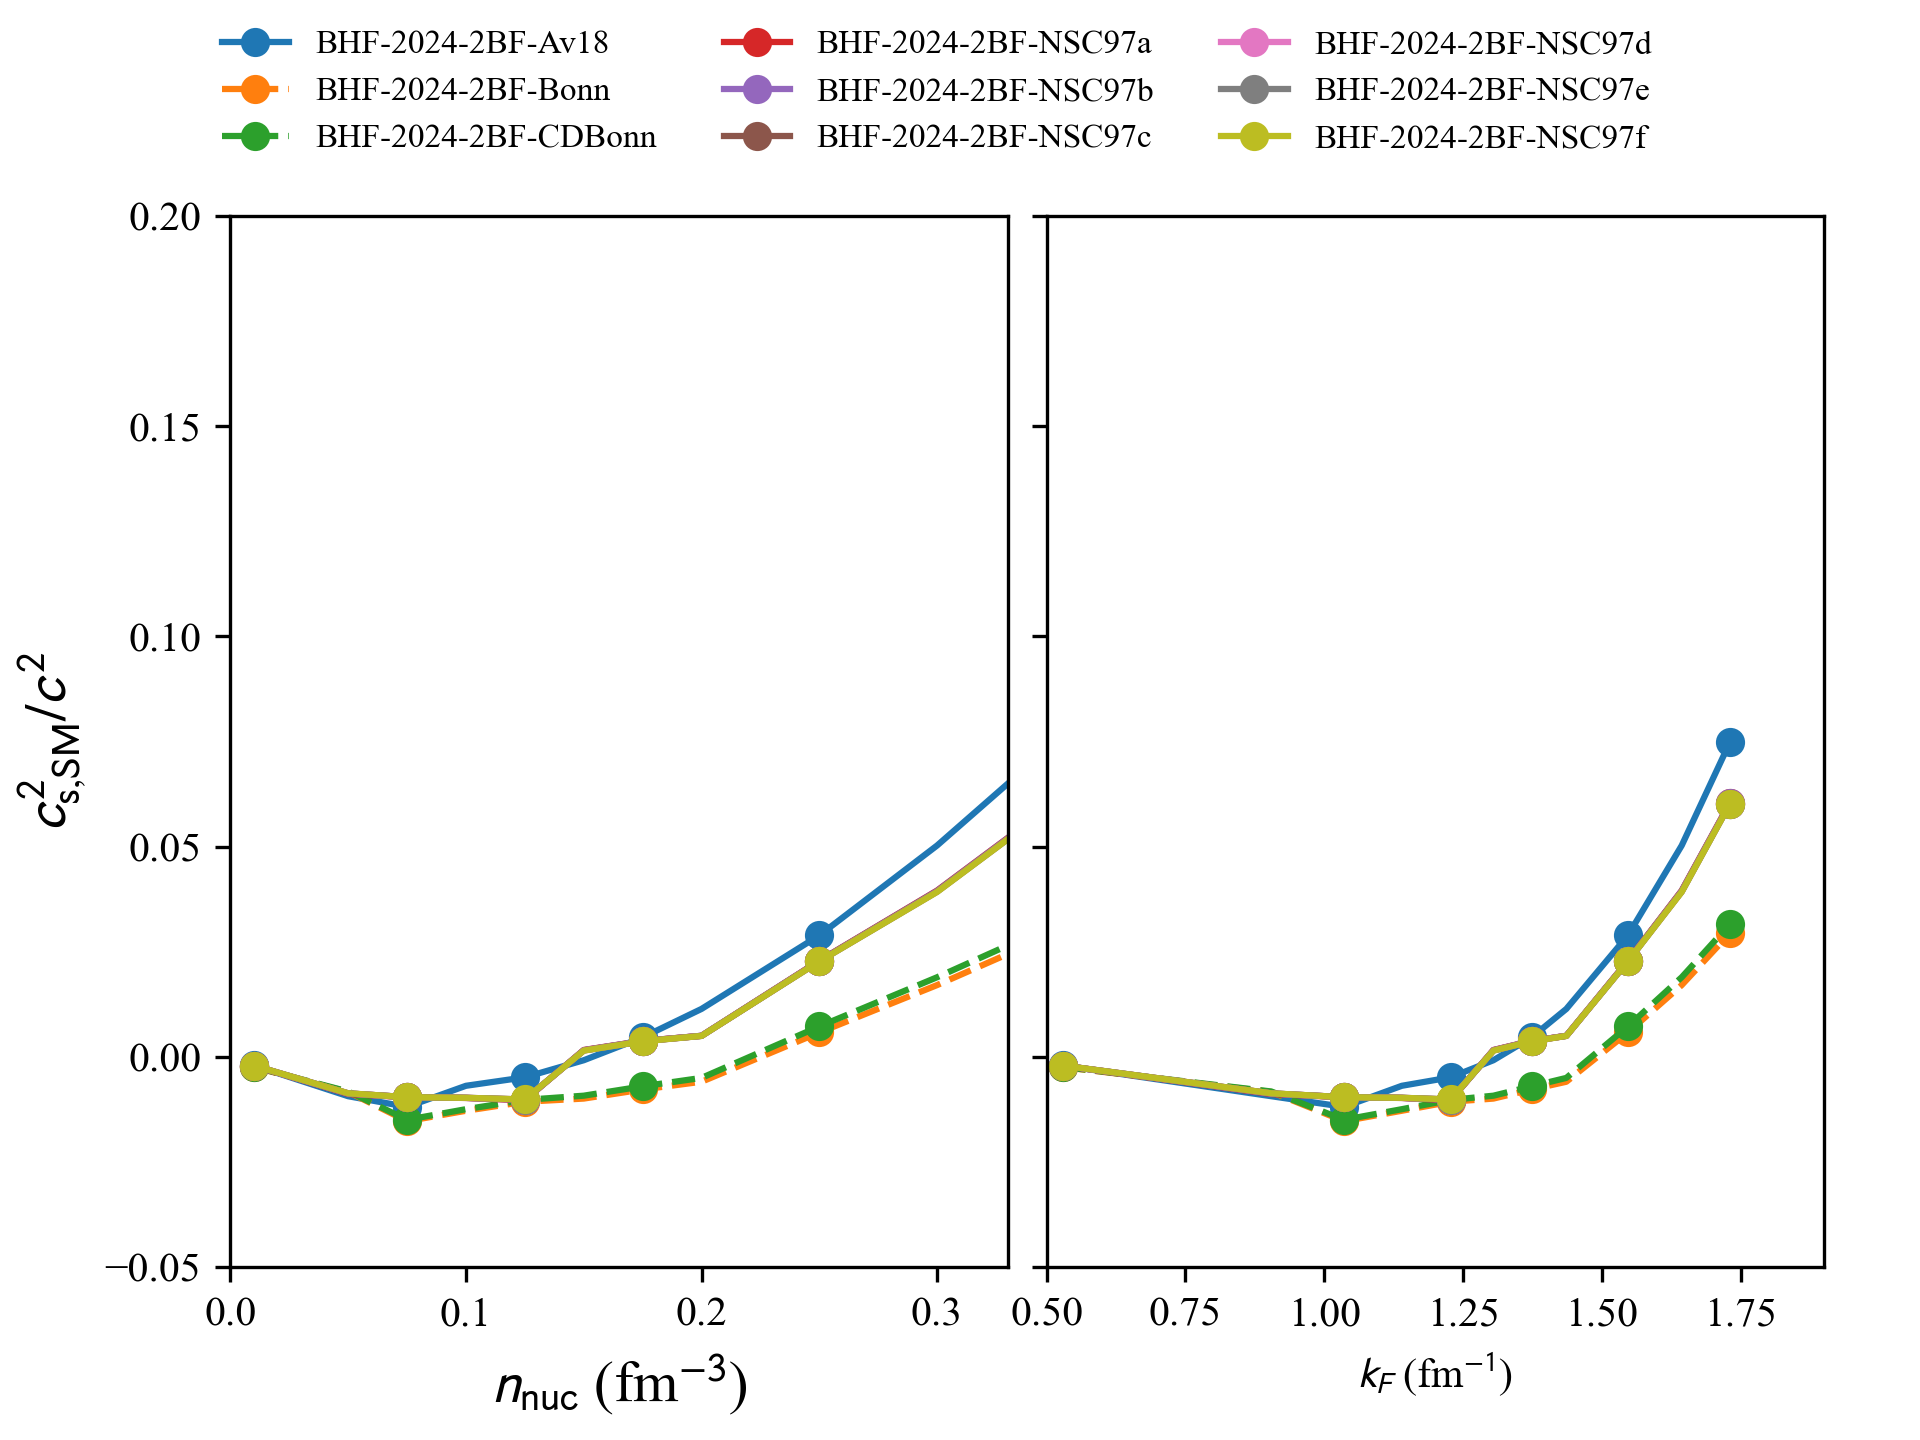 BHF-2024-2BF-Av18
BHF-2024-2BF-Bonn
BHF-2024-2BF-CDBonn
BHF-2024-2BF-NSC97a
BHF-2024-2BF-NSC97b
BHF-2024-2BF-NSC97c
BHF-2024-2BF-NSC97d
BHF-2024-2BF-NSC97e
BHF-2024-2BF-NSC97f
c²s,SM/c²
0.20
0.15
0.10
0.05
0.00
−0.05
0.0 0.1 0.2 0.3
n_nuc (fm⁻³)
0.50 0.75 1.00 1.25 1.50 1.75
k_F (fm⁻¹)